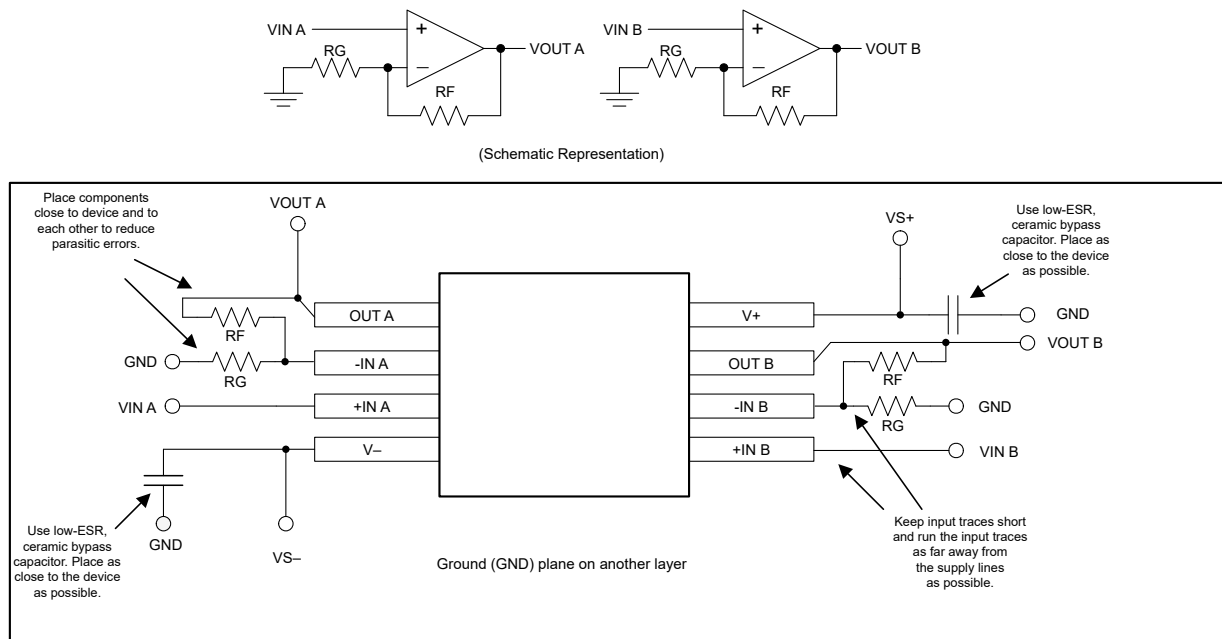 VIN A
+
RG
–
VOUT A
RF
VIN B
+
RG
–
VOUT B
RF
(Schematic Representation)
Place components
close to device and to
each other to reduce
parasitic errors.
VOUT A
VS+
Use low-ESR,
ceramic bypass
capacitor. Place as
close to the device
as possible.
OUT A
V+
GND
RF
VOUT B
GND
RG
-IN A
OUT B
RF
VIN A
+IN A
-IN B
RG
GND
V–
+IN B
VIN B
Use low-ESR,
ceramic bypass
capacitor. Place as
close to the device
as possible.
GND
VS–
Ground (GND) plane on another layer
Keep input traces short
and run the input traces
as far away from
the supply lines
as possible.